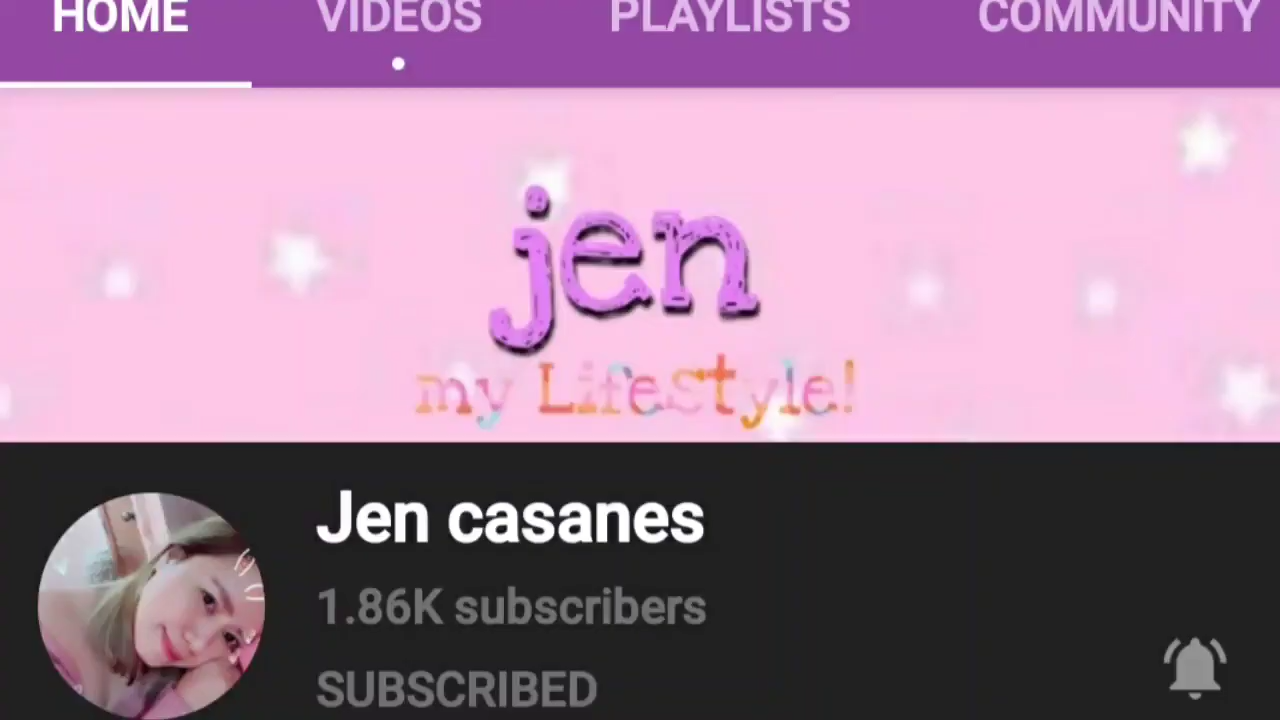 HOME VIDEOS PLAYLISTS COMMUNITY
jen
my Lifestyle!
Jen casanes
1.86K subscribers
SUBSCRIBED